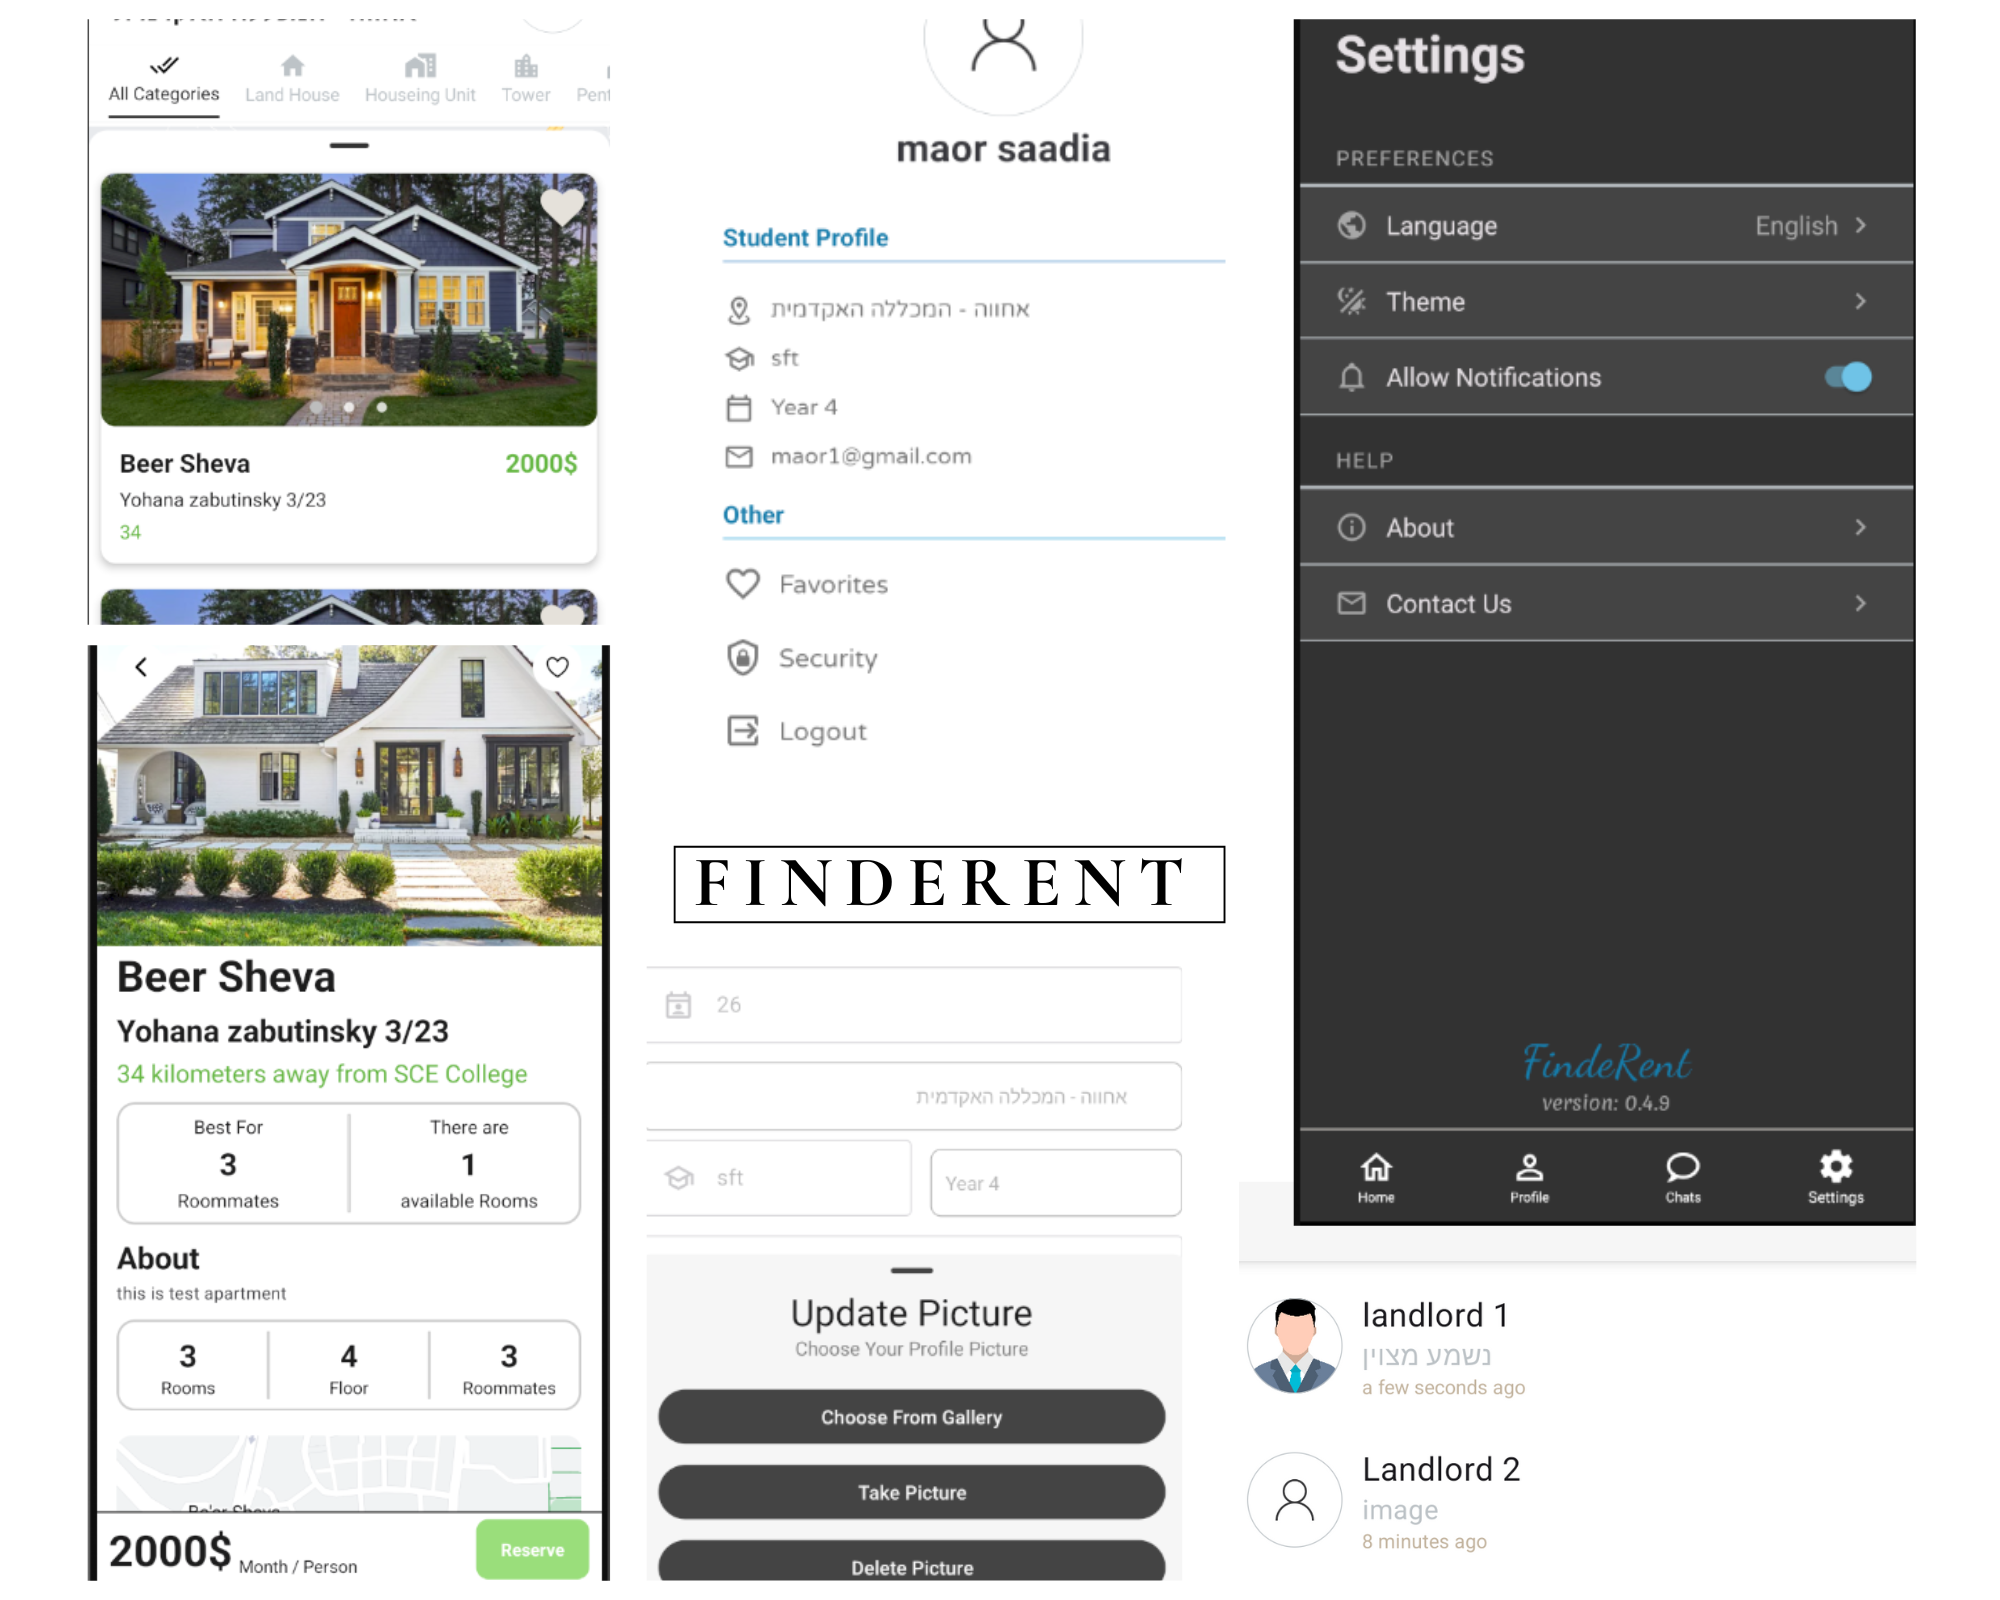 All Categories
Land House
Houseing Unit
Tower
Beer Sheva
2000$
Yohana zabutinsky 3/23
34
Beer Sheva
Yohana zabutinsky 3/23
34 kilometers away from SCE College
Best For
3
Roommates
There are
1
available Rooms
About
this is test apartment
3
Rooms
4
Floor
3
Roommates
2000$ Month / Person
Reserve
maor saadia
Student Profile
אחווה - המכללה האקדמית
sft
Year 4
maor1@gmail.com
Other
Favorites
Security
Logout
FINDERENT
26
אחווה - המכללה האקדמית
sft
Year 4
Update Picture
Choose Your Profile Picture
Choose From Gallery
Take Picture
Delete Picture
Settings
PREFERENCES
Language
English
Theme
Allow Notifications
HELP
About
Contact Us
FindeRent
version: 0.4.9
Home
Profile
Chats
Settings
landlord 1
נשמע מצוין
a few seconds ago
Landlord 2
image
8 minutes ago